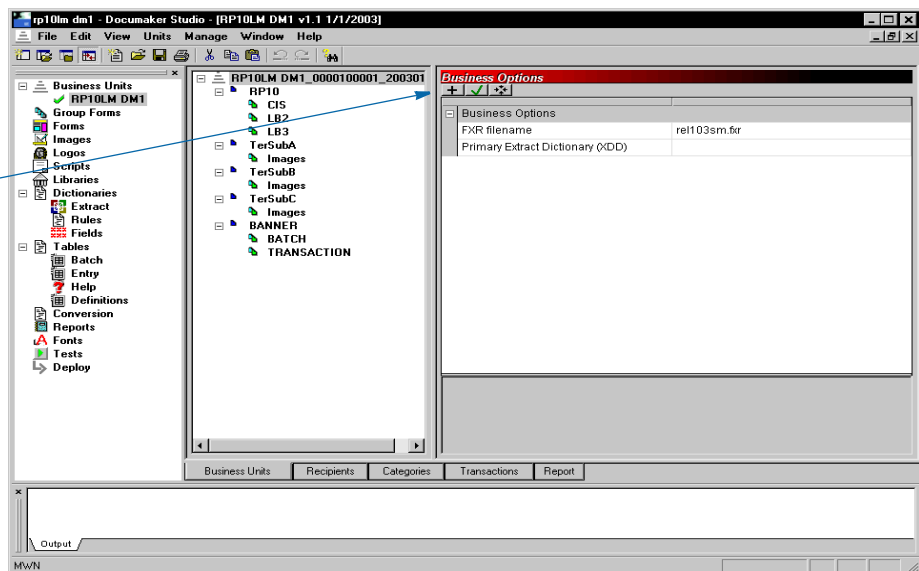 rp10lm dm1 - Documaker Studio - [RP10LM DM1 v1.1 1/1/2003]
File Edit View Units Manage Window Help
Business Units
RP10LM DM1
Group Forms
Forms
Images
Logos
Scripts
Libraries
Dictionaries
Extract
Rules
Fields
Tables
Batch
Entry
Help
Definitions
Conversion
Reports
Fonts
Tests
Deploy
RP10LM DM1_0000100001_200301
RP10
CIS
LB2
LB3
TerSubA
Images
TerSubB
Images
TerSubC
Images
BANNER
BATCH
TRANSACTION
Business Options
Business Options
FXR filename rel103sm.fxr
Primary Extract Dictionary (XDD)
Business Units Recipients Categories Transactions Report
Output
MWN